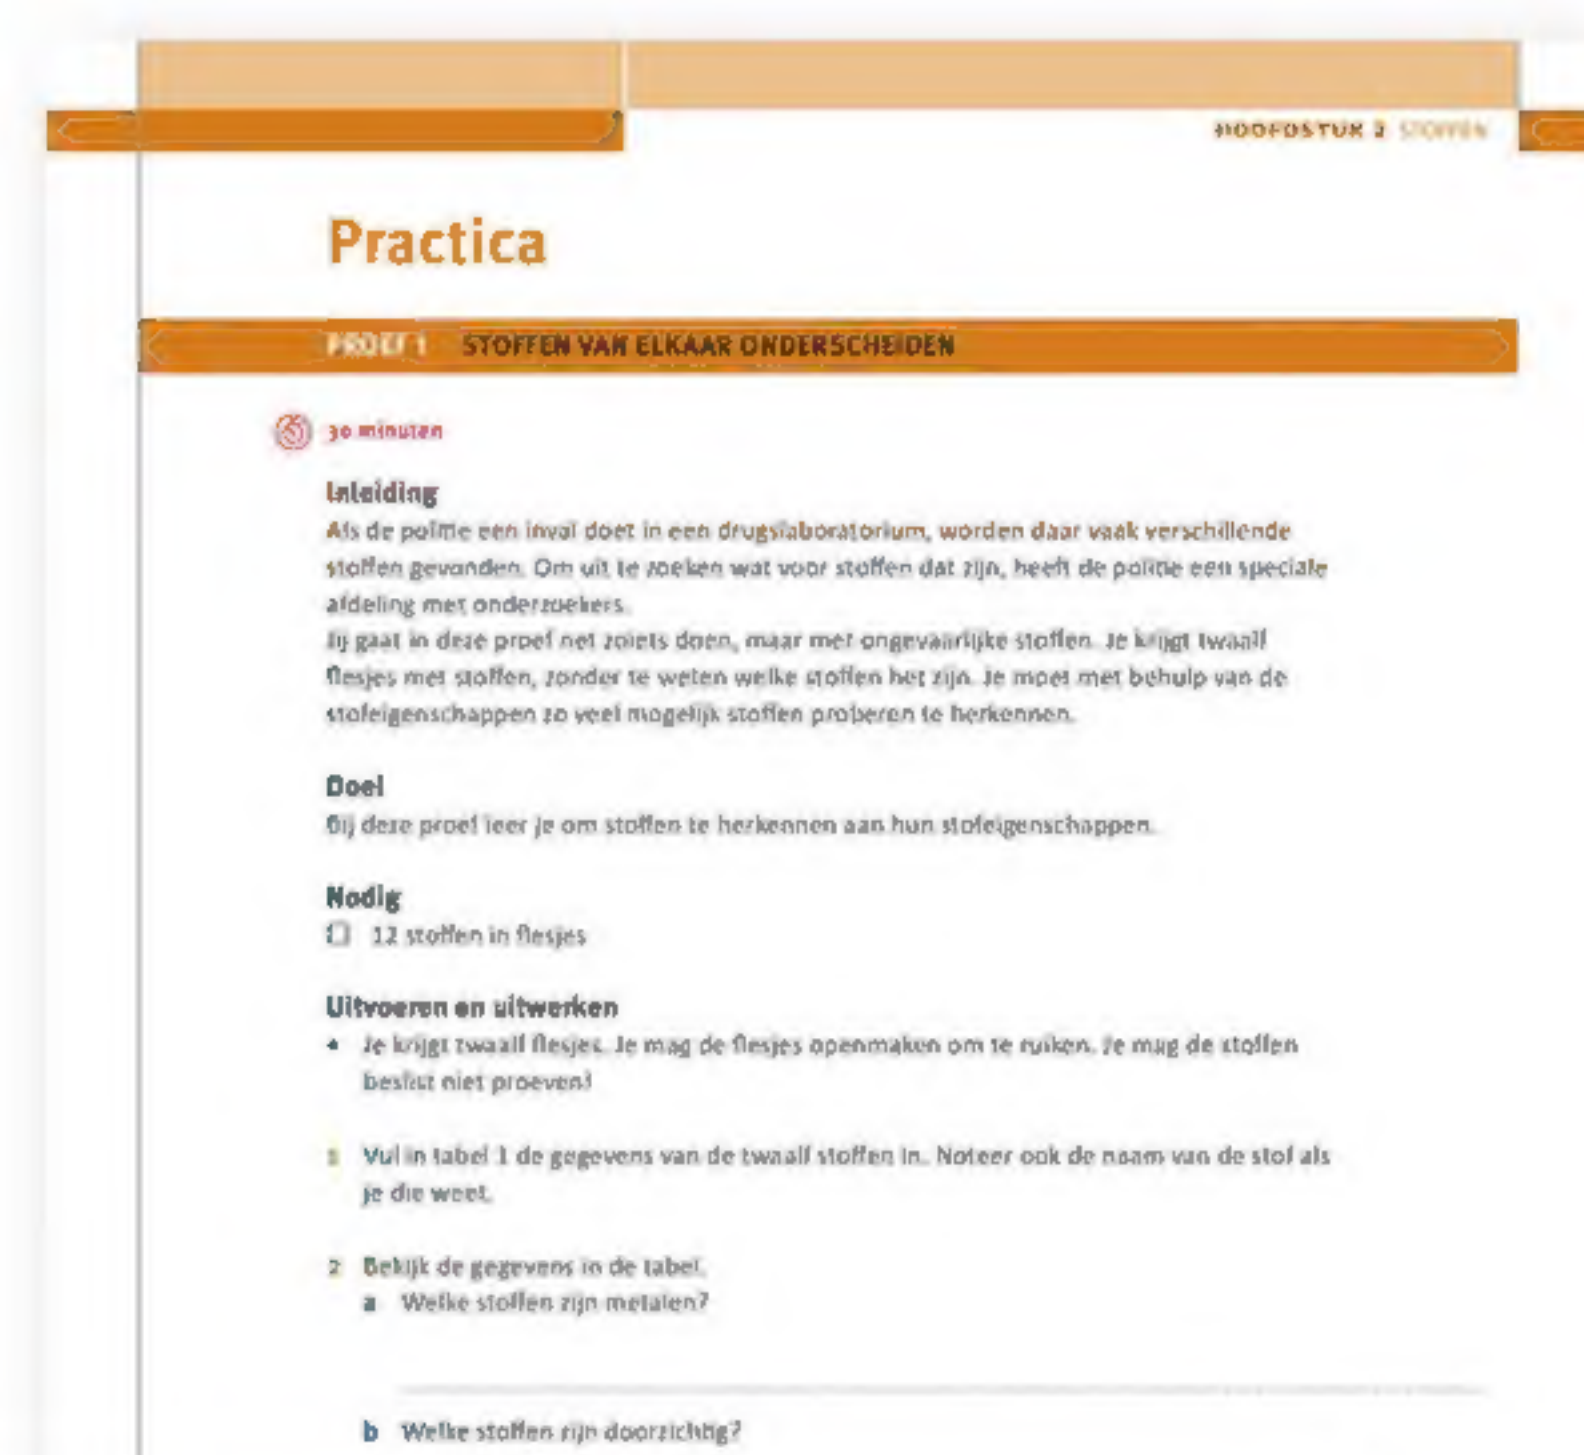 HOOFDSTUK 2 STOFFEN
Practica
PROEF 1 STOFFEN VAN ELKAAR ONDERSCHEIDEN
30 minuten
Inleiding
Als de politie een inval doet in een drugslaboratorium, worden daar vaak verschillende
stoffen gevonden. Om uit te zoeken wat voor stoffen dat zijn, heeft de politie een speciale
afdeling met onderzoekers.
Jij gaat in deze proef net zoiets doen, maar met ongevaarlijke stoffen. Je krijgt twaalf
flesjes met stoffen, zonder te weten welke stoffen het zijn. Je moet met behulp van de
stofeigenschappen zo veel mogelijk stoffen proberen te herkennen.
Doel
Bij deze proef leer je om stoffen te herkennen aan hun stofeigenschappen.
Nodig
☐ 12 stoffen in flesjes
Uitvoeren en uitwerken
• Je krijgt twaalf flesjes. Je mag de flesjes openmaken om te ruiken. Je mag de stoffen
beslist niet proeven!
1 Vul in tabel 1 de gegevens van de twaalf stoffen in. Noteer ook de naam van de stof als
je die weet.
2 Bekijk de gegevens in de tabel.
a Welke stoffen zijn metalen?
b Welke stoffen zijn doorzichtig?